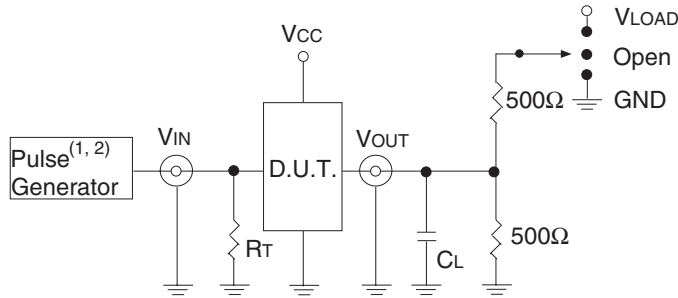 VLOAD
VCC
Open
500Ω
GND
VIN
VOUT
Pulse(1, 2)
Generator
D.U.T.
RT
CL
500Ω